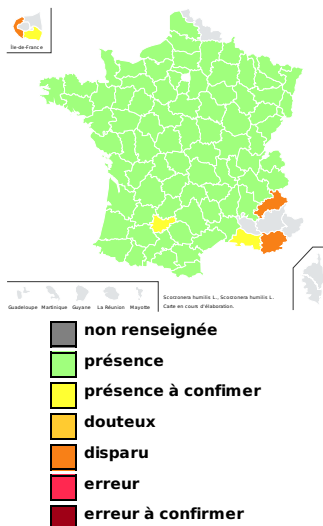 Île-de-France
Guadeloupe Martinique Guyane La Réunion Mayotte
Scorzonera humilis L., Scorzonera humilis L.
Carte en cours d'élaboration.
non renseignée
présence
présence à confimer
douteux
disparu
erreur
erreur à confirmer